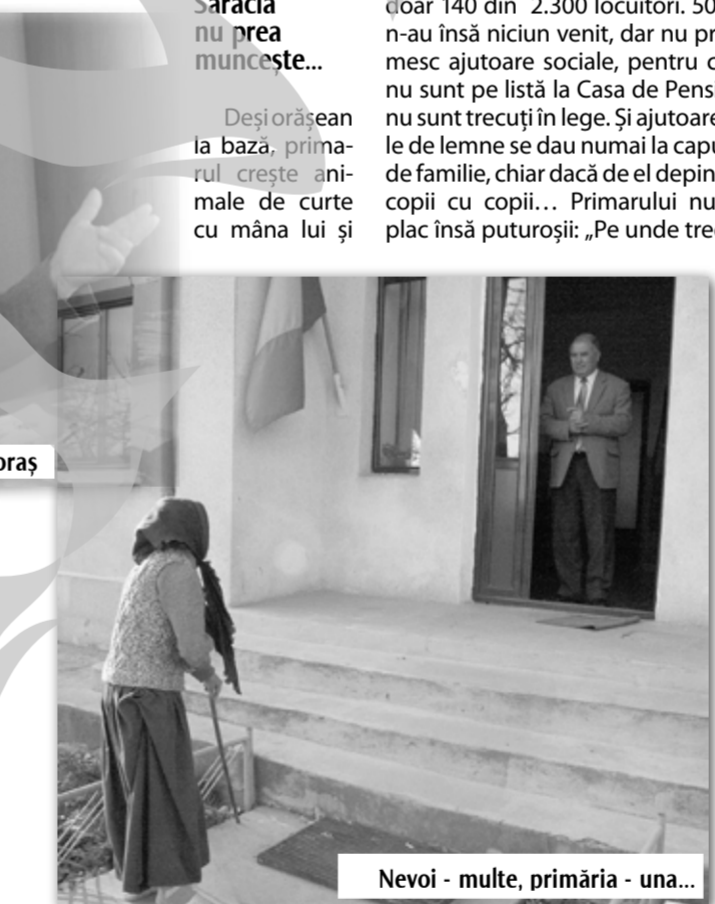 Sărăcia
nu prea
muncește...
Deși orășean
la bază, prima-
rul crește ani-
male de curte
cu mâna lui și
doar 140 din 2.300 locuitori. 50
n-au însă niciun venit, dar nu pr
mesc ajutoare sociale, pentru c
nu sunt pe listă la Casa de Pensi
nu sunt trecuți în lege. Și ajutoare
le de lemne se dau numai la capu
de familie, chiar dacă de el depin
copii cu copii… Primarului nu
plac însă puturoșii: „Pe unde trec
oraș
Nevoi - multe, primăria - una...